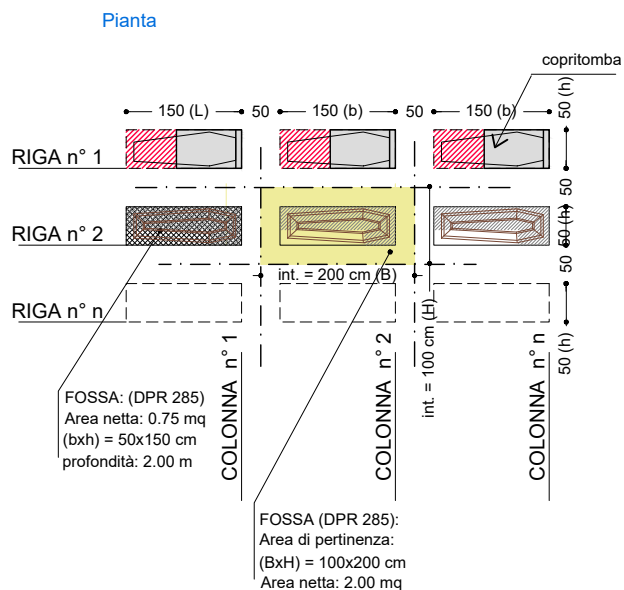 Pianta
copritomba
150 (L)
50
150 (b)
50
150 (b)
50 (h)
RIGA n° 1
50
RIGA n° 2
50 (h)
50
int. = 200 cm (B)
RIGA n° n
50 (h)
int. = 100 cm (H)
COLONNA n° 1
COLONNA n° 2
COLONNA n° n
FOSSA: (DPR 285)
Area netta: 0.75 mq
(bxh) = 50x150 cm
profondità: 2.00 m
FOSSA (DPR 285):
Area di pertinenza:
(BxH) = 100x200 cm
Area netta: 2.00 mq